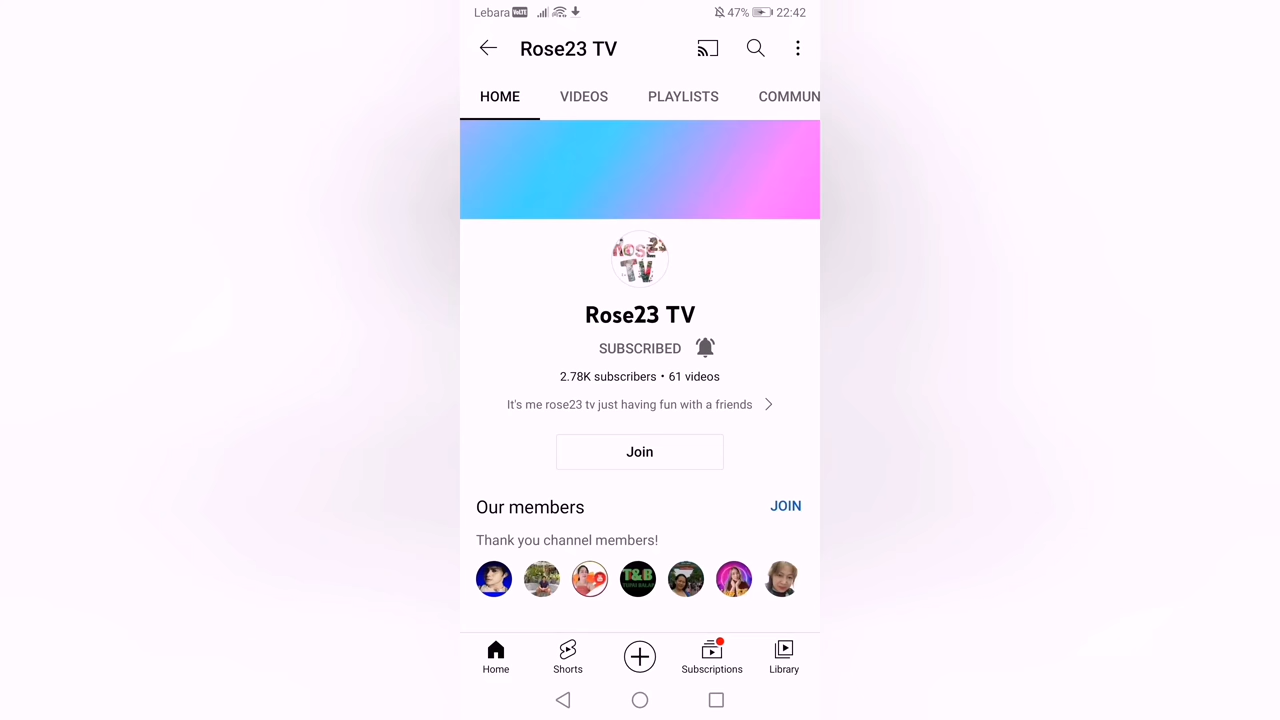 Lebara VoLTE 47% 22:42
Rose23 TV
HOME VIDEOS PLAYLISTS COMMUN
Rose23
TV
Rose23 TV
SUBSCRIBED
2.78K subscribers • 61 videos
It's me rose23 tv just having fun with a friends
Join
Our members JOIN
Thank you channel members!
T&B
Home Shorts Subscriptions Library